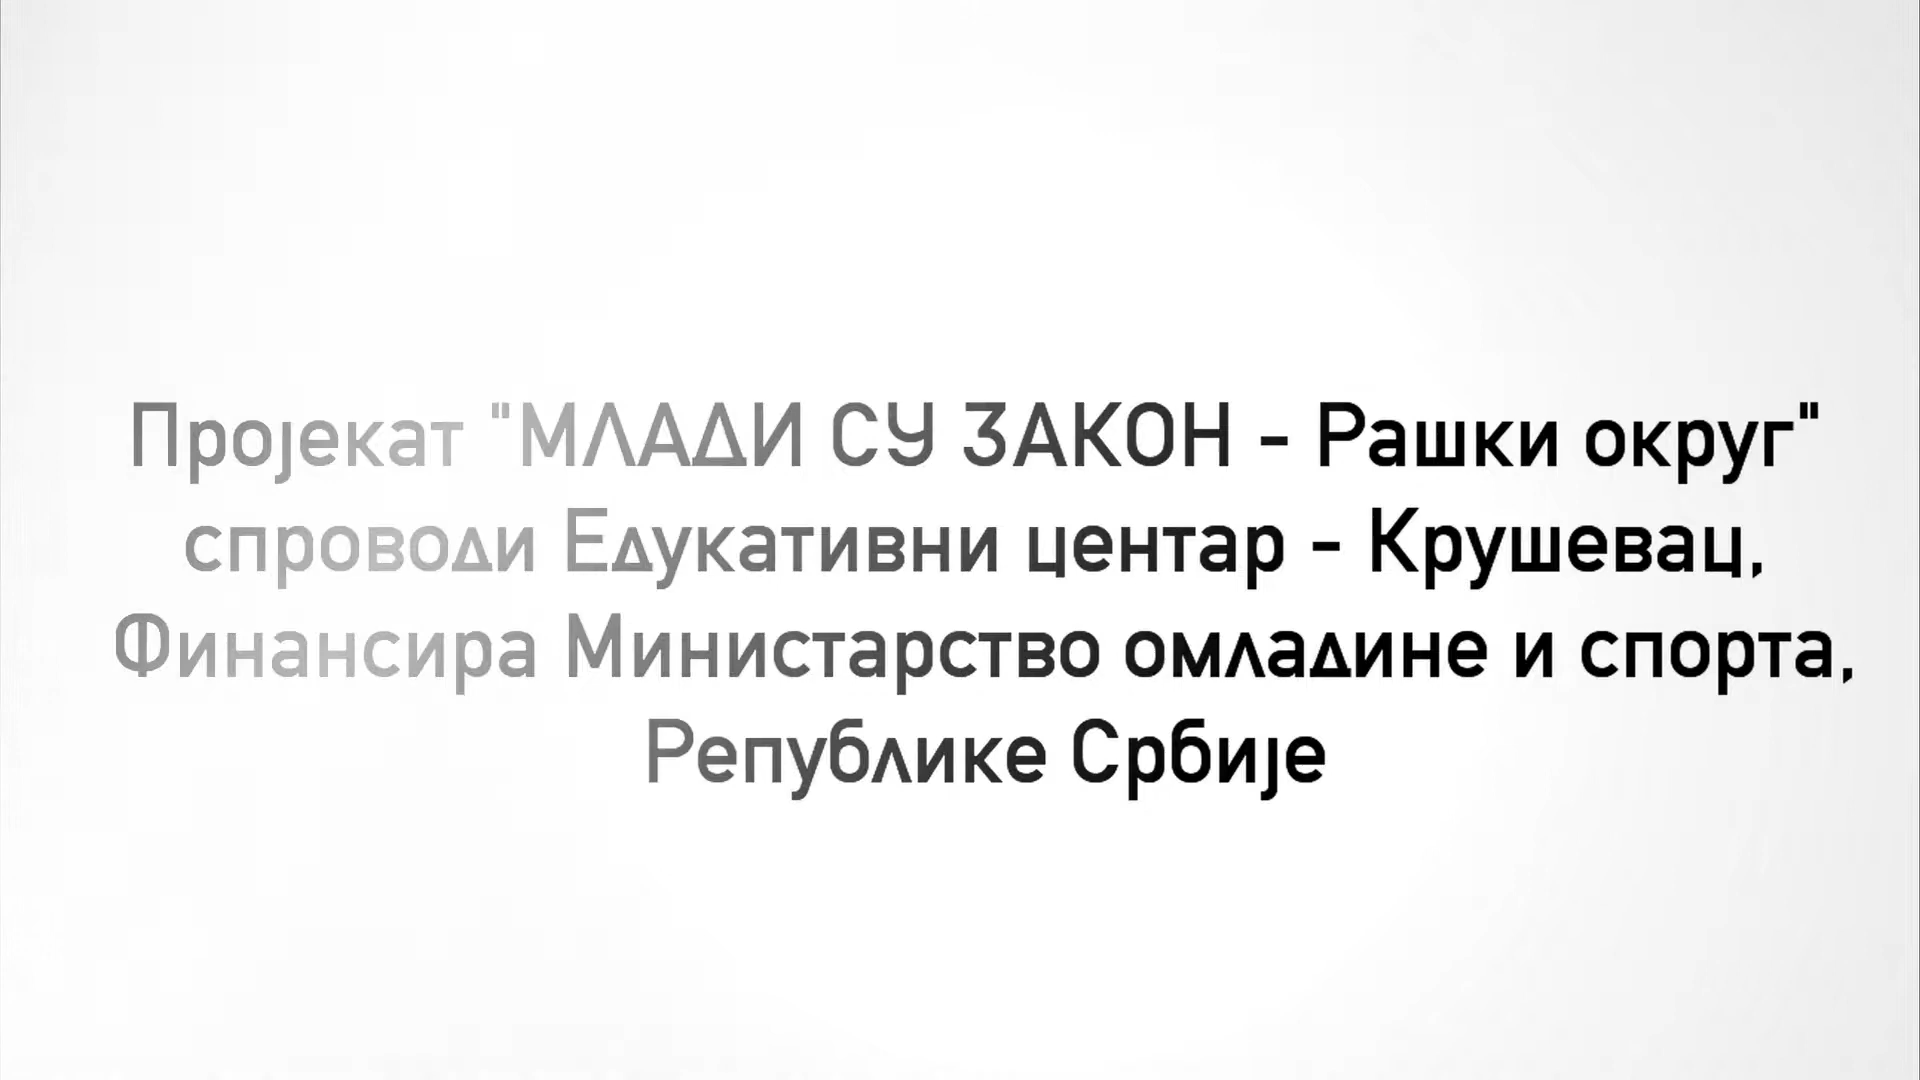 Пројекат "МЛАДИ СУ ЗАКОН - Рашки округ"
спроводи Едукативни центар - Крушевац,
Финансира Министарство омладине и спорта,
Републике Србије